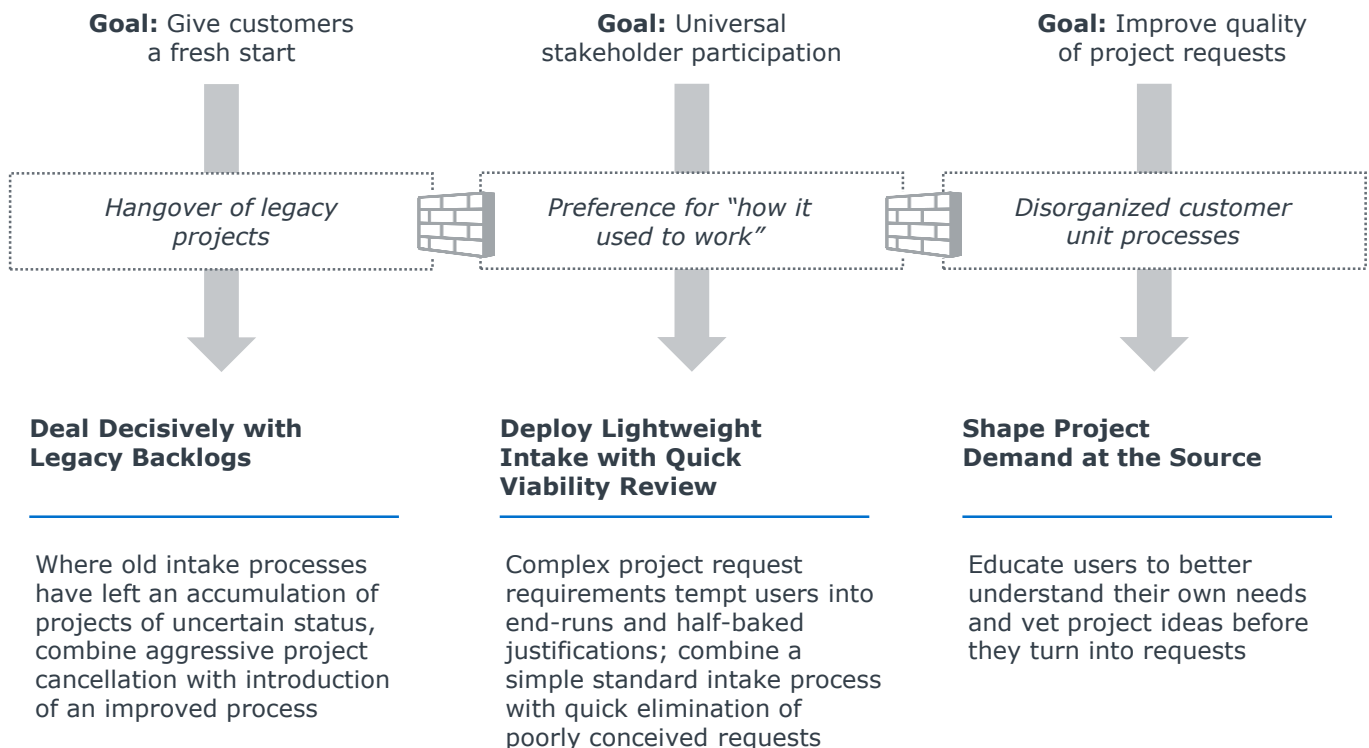 Goal: Give customers
a fresh start
Goal: Universal
stakeholder participation
Goal: Improve quality
of project requests
Hangover of legacy
projects
Preference for “how it
used to work”
Disorganized customer
unit processes
Deal Decisively with
Legacy Backlogs
Where old intake processes
have left an accumulation of
projects of uncertain status,
combine aggressive project
cancellation with introduction
of an improved process
Deploy Lightweight
Intake with Quick
Viability Review
Complex project request
requirements tempt users into
end-runs and half-baked
justifications; combine a
simple standard intake process
with quick elimination of
poorly conceived requests
Shape Project
Demand at the Source
Educate users to better
understand their own needs
and vet project ideas before
they turn into requests